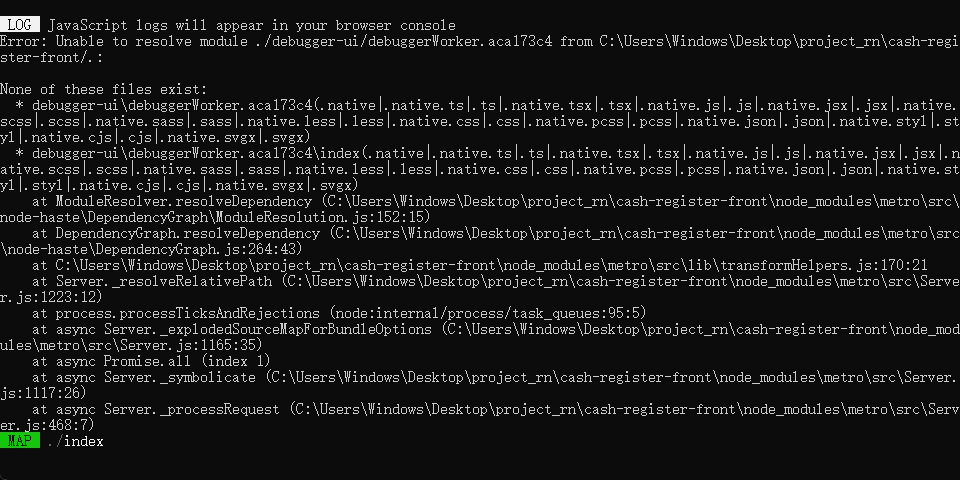 LOG JavaScript logs will appear in your browser console
Error: Unable to resolve module ./debugger-ui/debuggerWorker.aca173c4 from C:\Users\Windows\Desktop\project_rn\cash-regi
ster-front/.:
None of these files exist:
* debugger-ui\debuggerWorker.aca173c4(.native|.native.ts|.ts|.native.tsx|.tsx|.native.js|.js|.native.jsx|.jsx|.native.
scss|.scss|.native.sass|.sass|.native.less|.less|.native.css|.css|.native.pcss|.pcss|.native.json|.json|.native.styl|.st
yl|.native.cjs|.cjs|.native.svgx|.svgx)
* debugger-ui\debuggerWorker.aca173c4\index(.native|.native.ts|.ts|.native.tsx|.tsx|.native.js|.js|.native.jsx|.jsx|.n
ative.scss|.scss|.native.sass|.sass|.native.less|.less|.native.css|.css|.native.pcss|.pcss|.native.json|.json|.native.st
yl|.styl|.native.cjs|.cjs|.native.svgx|.svgx)
at ModuleResolver.resolveDependency (C:\Users\Windows\Desktop\project_rn\cash-register-front\node_modules\metro\src\
node-haste\DependencyGraph\ModuleResolution.js:152:15)
at DependencyGraph.resolveDependency (C:\Users\Windows\Desktop\project_rn\cash-register-front\node_modules\metro\src
\node-haste\DependencyGraph.js:264:43)
at C:\Users\Windows\Desktop\project_rn\cash-register-front\node_modules\metro\src\lib\transformHelpers.js:170:21
at Server._resolveRelativePath (C:\Users\Windows\Desktop\project_rn\cash-register-front\node_modules\metro\src\Serve
r.js:1223:12)
at process.processTicksAndRejections (node:internal/process/task_queues:95:5)
at async Server._explodedSourceMapForBundleOptions (C:\Users\Windows\Desktop\project_rn\cash-register-front\node_mod
ules\metro\src\Server.js:1165:35)
at async Promise.all (index 1)
at async Server._symbolicate (C:\Users\Windows\Desktop\project_rn\cash-register-front\node_modules\metro\src\Server.
js:1117:26)
at async Server._processRequest (C:\Users\Windows\Desktop\project_rn\cash-register-front\node_modules\metro\src\Serv
er.js:468:7)
MAP ./index